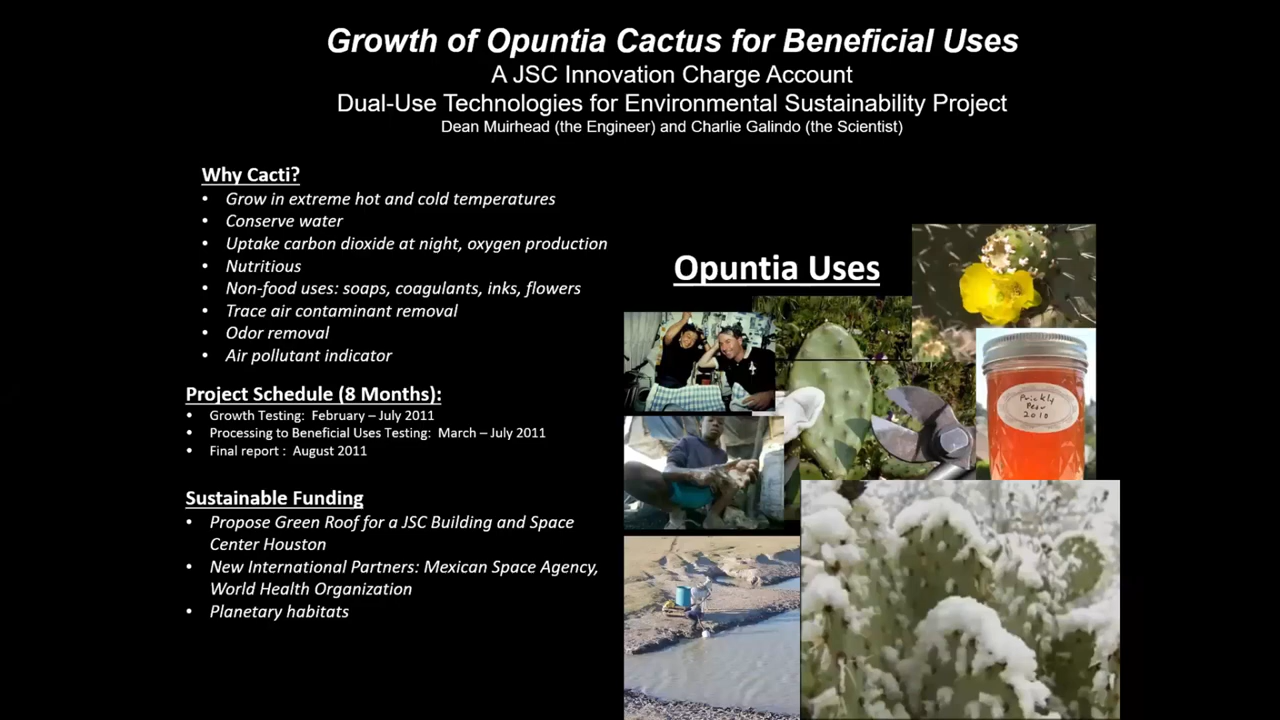 Growth of Opuntia Cactus for Beneficial Uses
A JSC Innovation Charge Account
Dual-Use Technologies for Environmental Sustainability Project
Dean Muirhead (the Engineer) and Charlie Galindo (the Scientist)
Why Cacti?
• Grow in extreme hot and cold temperatures
• Conserve water
• Uptake carbon dioxide at night, oxygen production
• Nutritious
• Non-food uses: soaps, coagulants, inks, flowers
• Trace air contaminant removal
• Odor removal
• Air pollutant indicator
Project Schedule (8 Months):
• Growth Testing: February – July 2011
• Processing to Beneficial Uses Testing: March – July 2011
• Final report : August 2011
Sustainable Funding
• Propose Green Roof for a JSC Building and Space
Center Houston
• New International Partners: Mexican Space Agency,
World Health Organization
• Planetary habitats
Opuntia Uses
Prickly
Pear
2010